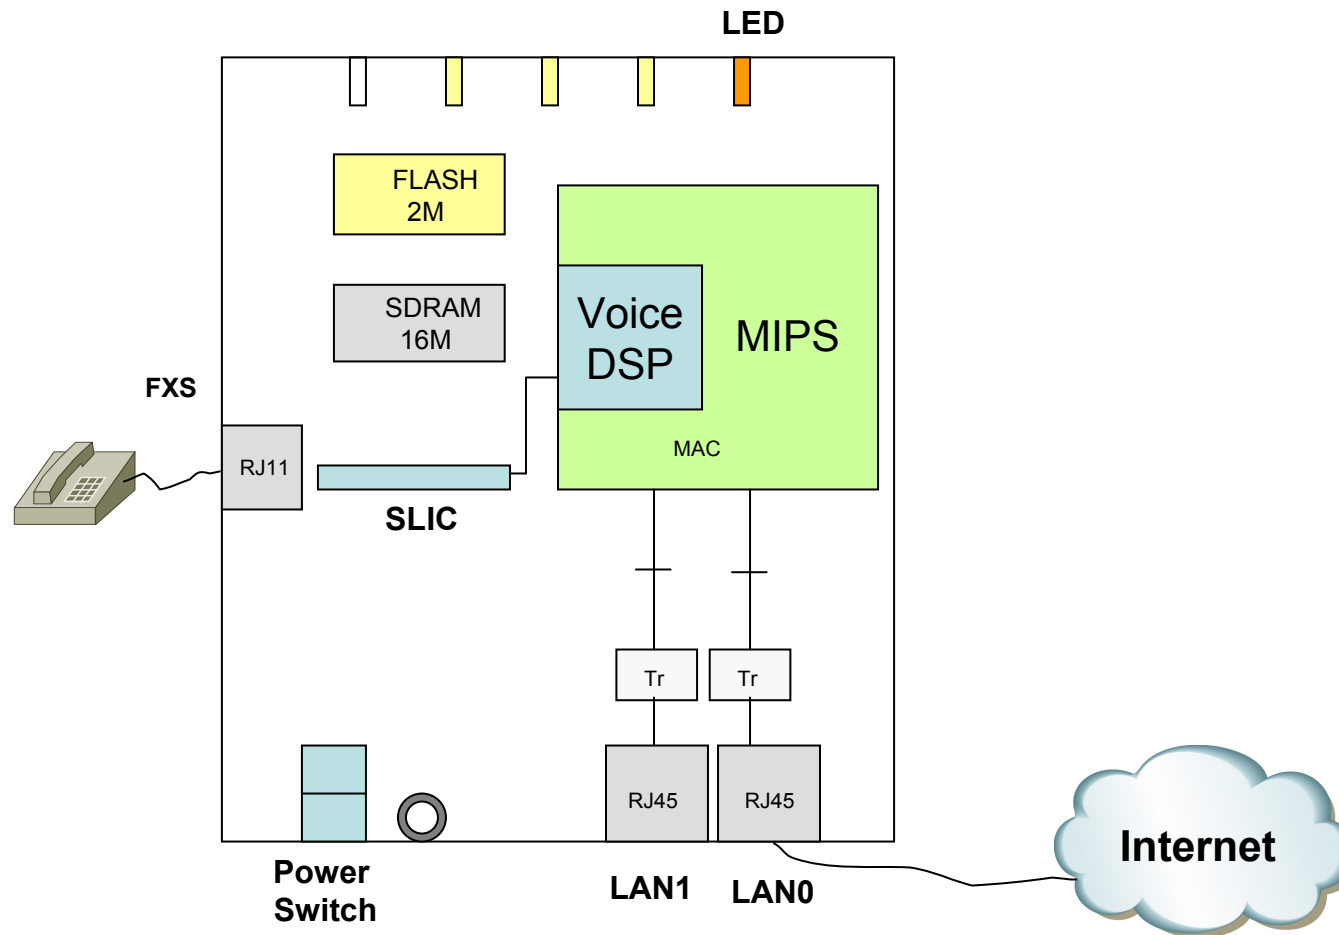 LED
FLASH
2M
SDRAM
16M
Voice
DSP
MIPS
MAC
FXS
RJ11
SLIC
Tr
Tr
RJ45
RJ45
Internet
Power
Switch
LAN1
LAN0